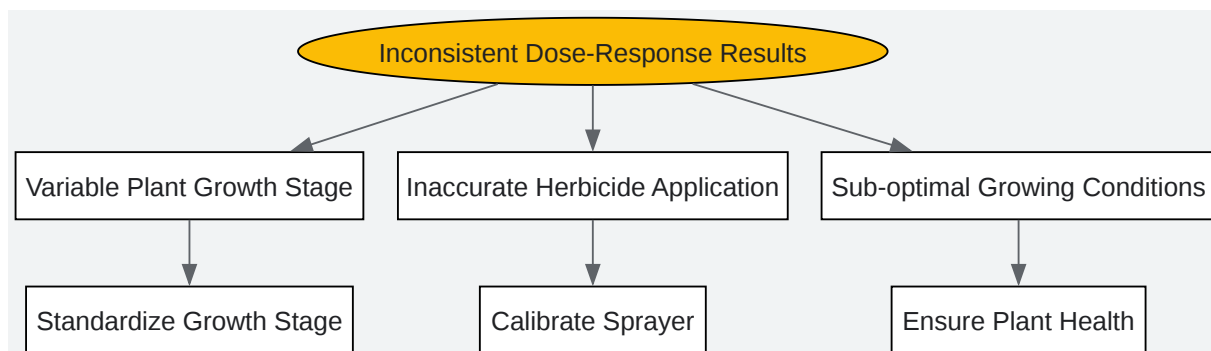 Inconsistent Dose-Response Results
Variable Plant Growth Stage
Inaccurate Herbicide Application
Sub-optimal Growing Conditions
Standardize Growth Stage
Calibrate Sprayer
Ensure Plant Health